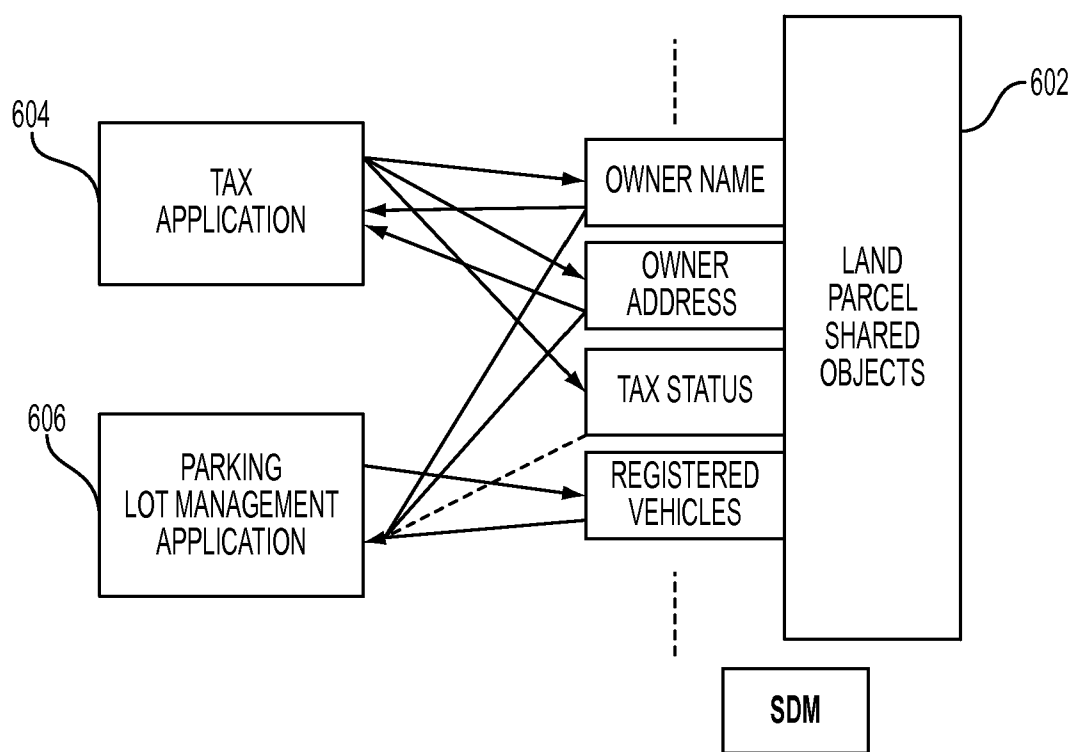 604
TAX
APPLICATION
606
PARKING
LOT MANAGEMENT
APPLICATION
OWNER NAME
OWNER
ADDRESS
TAX STATUS
REGISTERED
VEHICLES
LAND
PARCEL
SHARED
OBJECTS
602
SDM